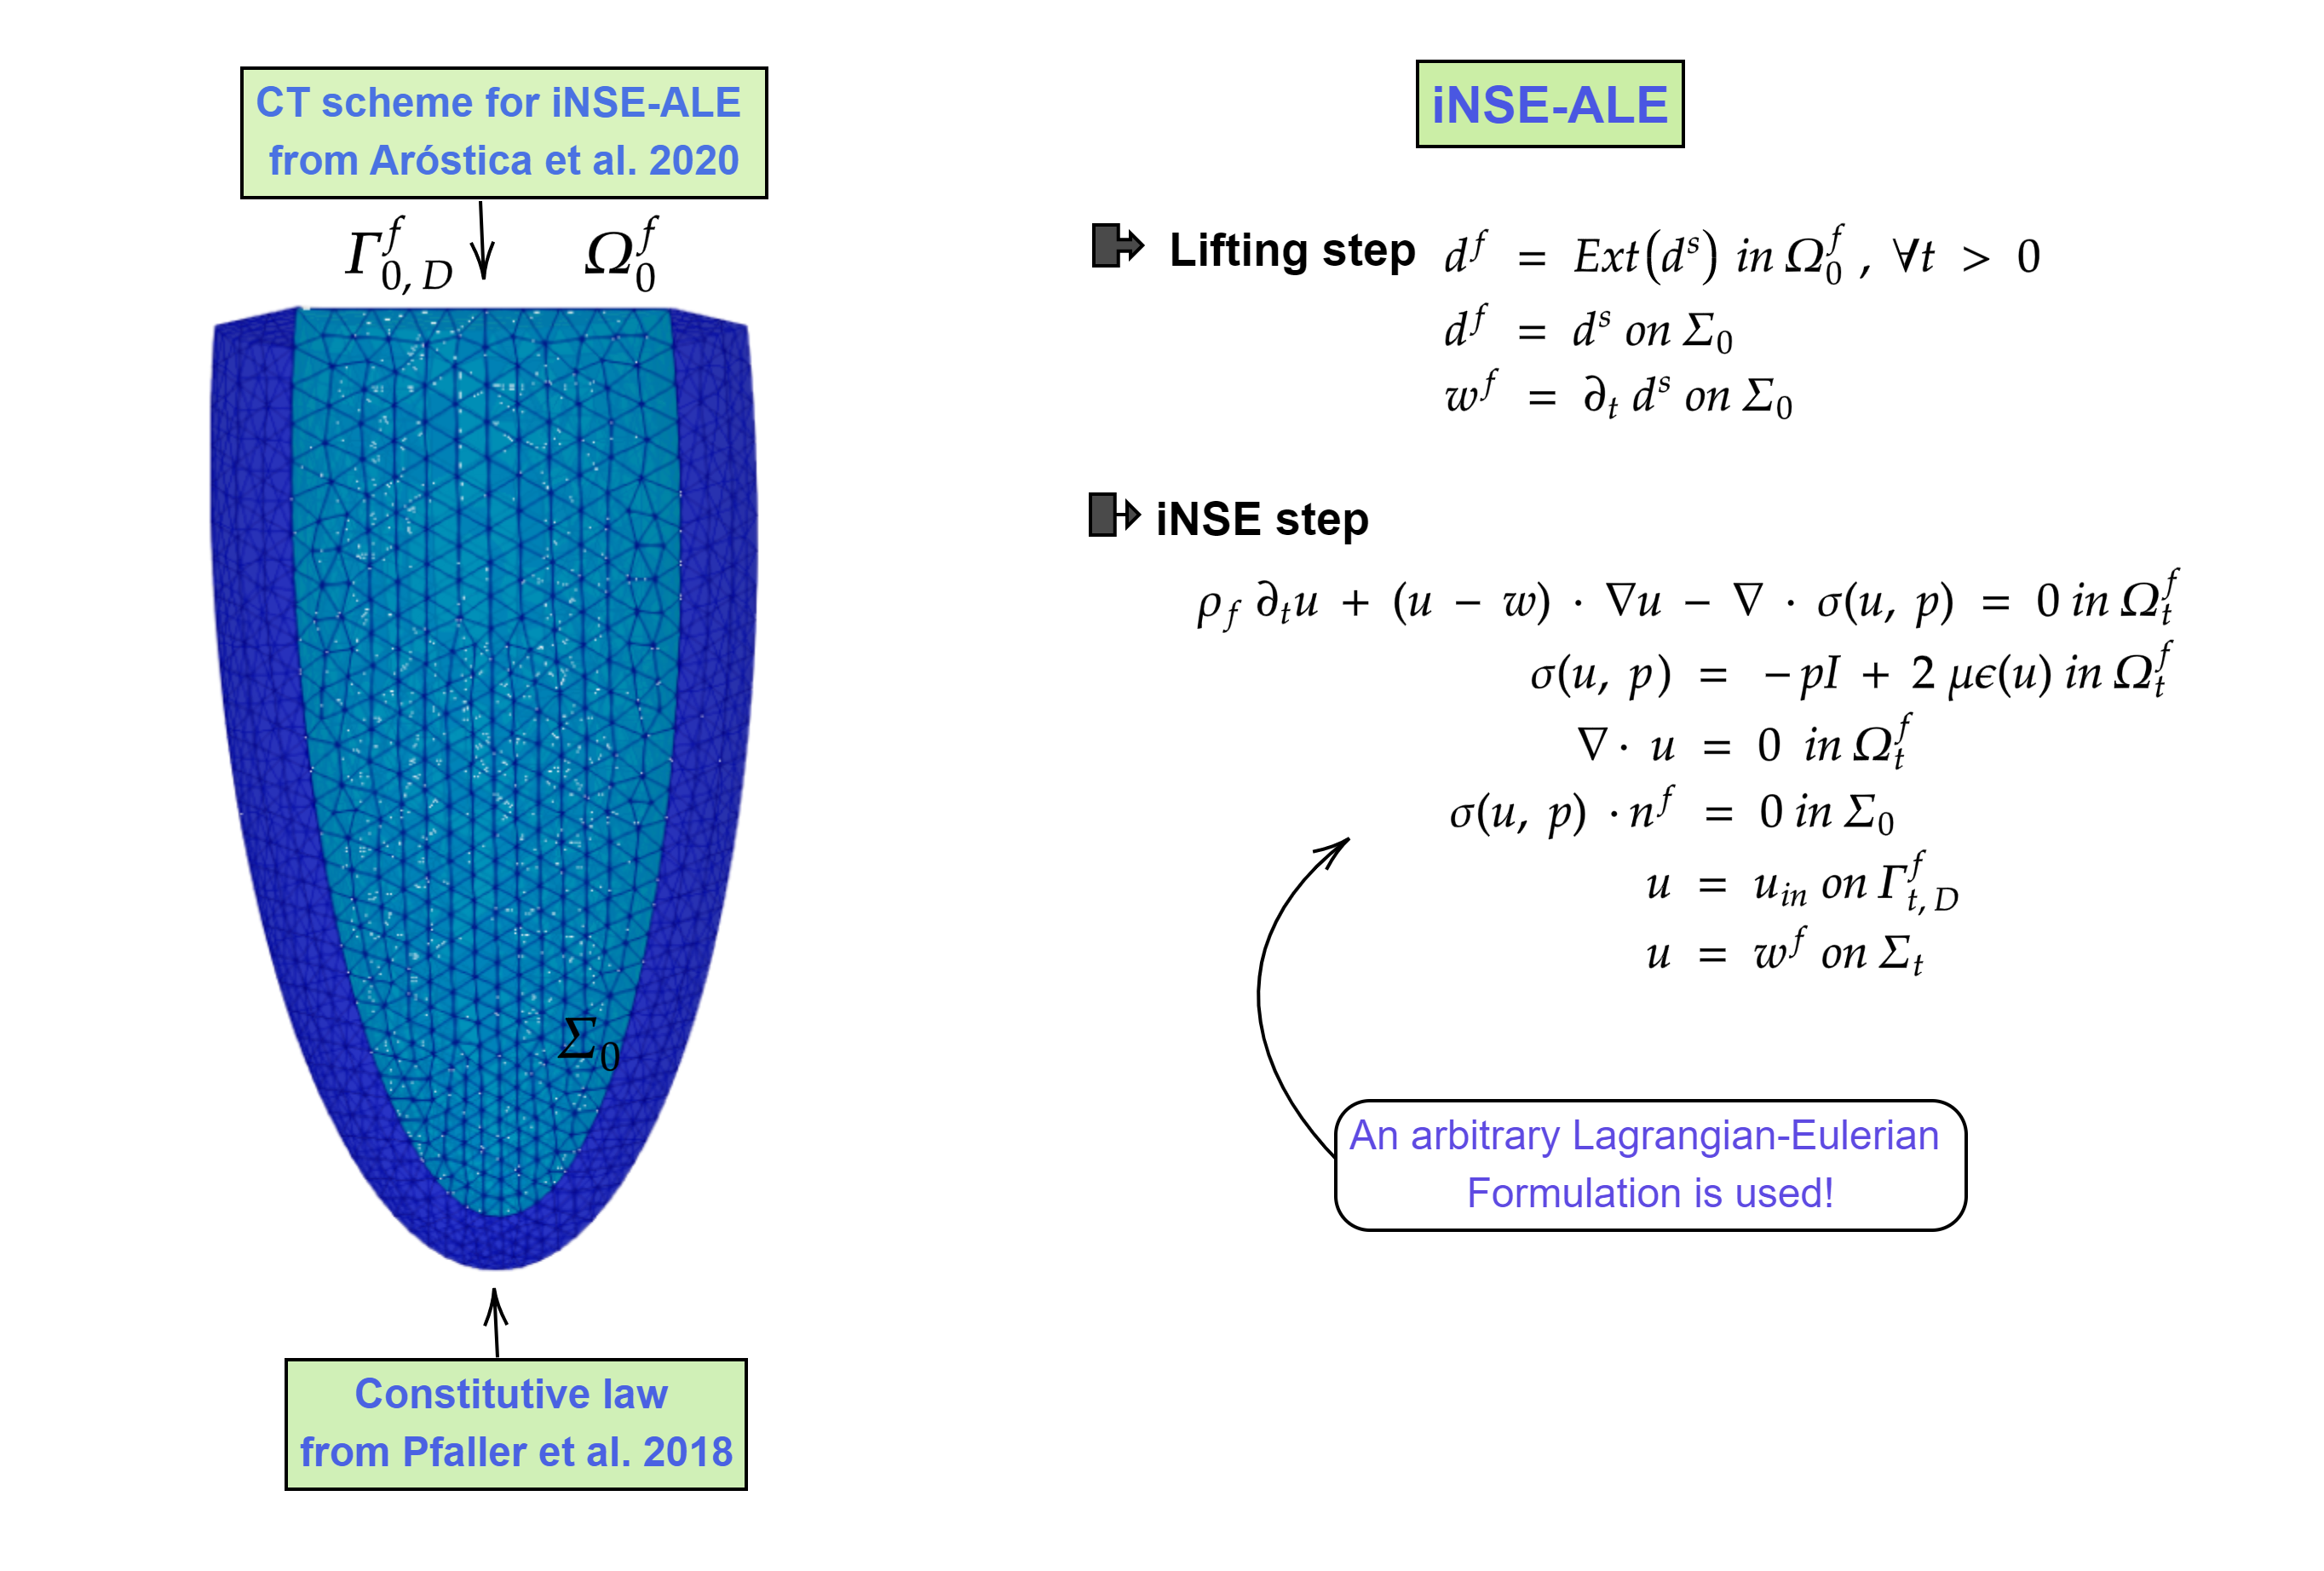 CT scheme for iNSE-ALE
from Aróstica et al. 2020
Γ^f_{0, D} Ω^f_0
Σ_0
Constitutive law
from Pfaller et al. 2018
iNSE-ALE
Lifting step d^f = Ext(d^s) in Ω^f_0 , ∀t > 0
d^f = d^s on Σ_0
w^f = ∂_t d^s on Σ_0
iNSE step
ρ_f ∂_t u + (u − w) · ∇u − ∇ · σ(u, p) = 0 in Ω^f_t
σ(u, p) = −pI + 2 μϵ(u) in Ω^f_t
∇· u = 0 in Ω^f_t
σ(u, p) · n^f = 0 in Σ_0
u = u_{in} on Γ^f_{t, D}
u = w^f on Σ_t
An arbitrary Lagrangian-Eulerian
Formulation is used!